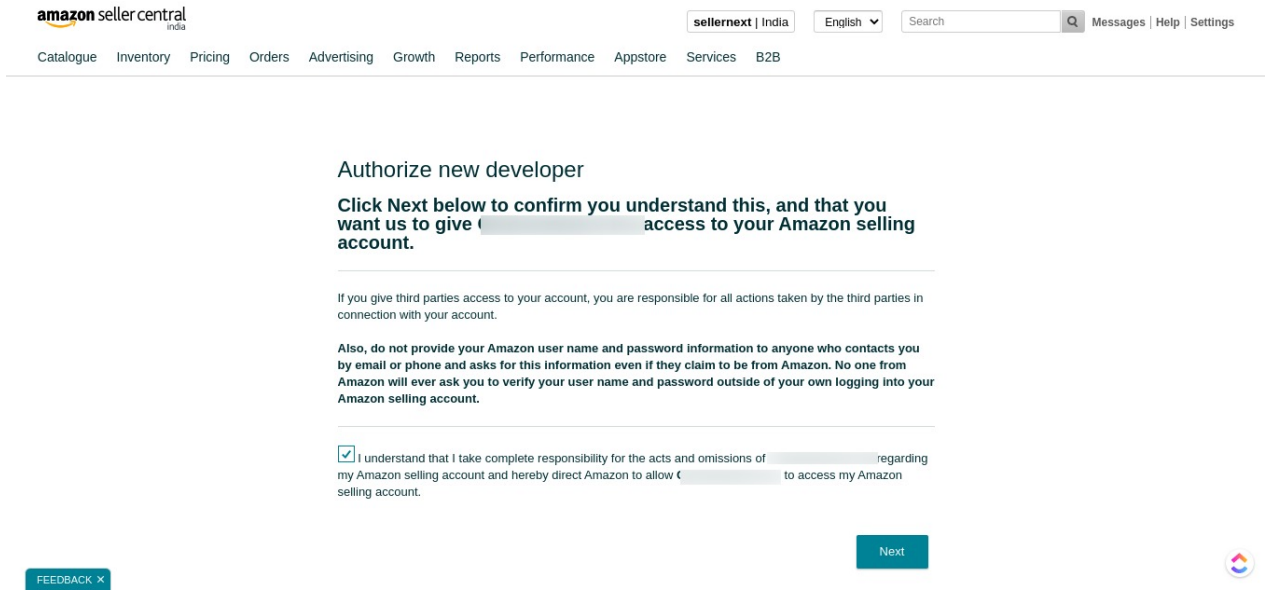 amazon seller central
india
sellernext | India
English
Search
Messages | Help | Settings
Catalogue Inventory Pricing Orders Advertising Growth Reports Performance Appstore Services B2B
Authorize new developer
Click Next below to confirm you understand this, and that you
want us to give access to your Amazon selling
account.
If you give third parties access to your account, you are responsible for all actions taken by the third parties in
connection with your account.
Also, do not provide your Amazon user name and password information to anyone who contacts you
by email or phone and asks for this information even if they claim to be from Amazon. No one from
Amazon will ever ask you to verify your user name and password outside of your own logging into your
Amazon selling account.
I understand that I take complete responsibility for the acts and omissions of regarding
my Amazon selling account and hereby direct Amazon to allow to access my Amazon
selling account.
Next
FEEDBACK ×